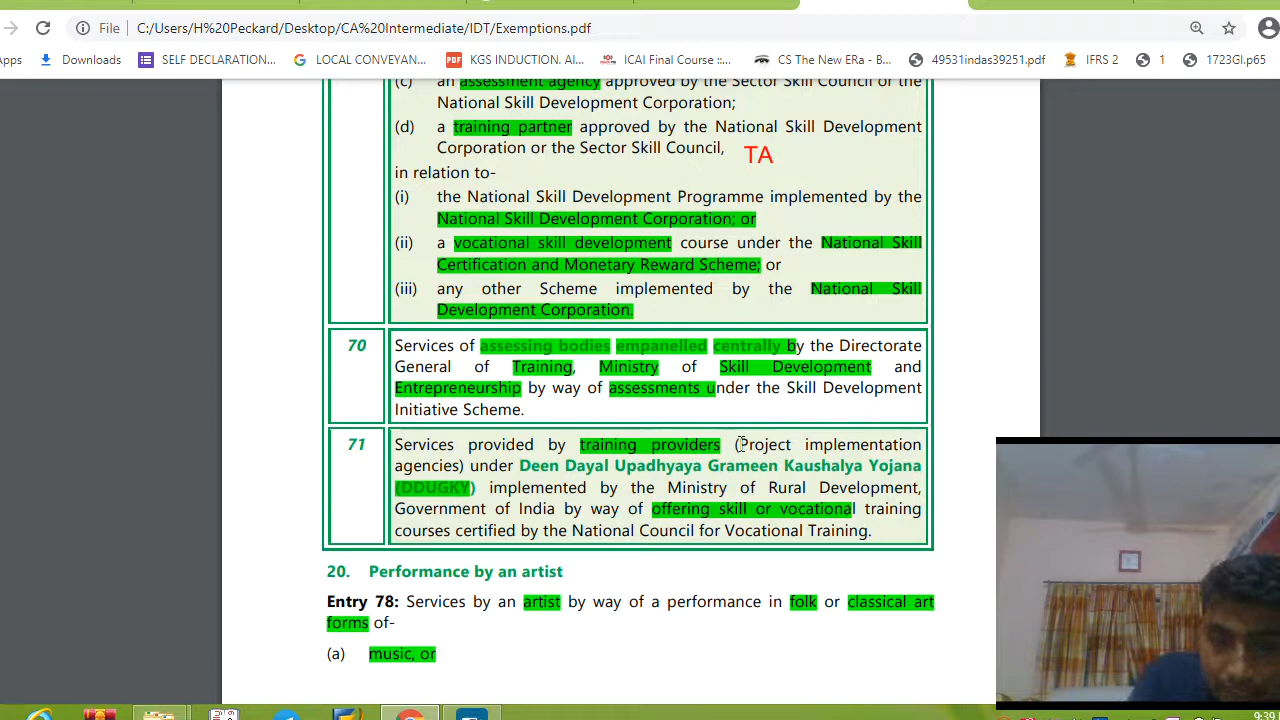 File
C:/Users/H%20Peckard/Desktop/CA%20Intermediate/IDT/Exemptions.pdf
Apps Downloads SELF DECLARATION... LOCAL CONVEYAN... KGS INDUCTION. AI... ICAI Final Course ::... CS The New ERa - B... 49531indas39251.pdf IFRS 2 1 1723GI.p65
(c) an assessment agency approved by the Sector Skill Council or the
National Skill Development Corporation;
(d) a training partner approved by the National Skill Development
Corporation or the Sector Skill Council,
TA
in relation to-
(i) the National Skill Development Programme implemented by the
National Skill Development Corporation; or
(ii) a vocational skill development course under the National Skill
Certification and Monetary Reward Scheme; or
(iii) any other Scheme implemented by the National Skill
Development Corporation.
70 Services of assessing bodies empanelled centrally by the Directorate
General of Training, Ministry of Skill Development and
Entrepreneurship by way of assessments under the Skill Development
Initiative Scheme.
71 Services provided by training providers (Project implementation
agencies) under Deen Dayal Upadhyaya Grameen Kaushalya Yojana
(DDUGKY) implemented by the Ministry of Rural Development,
Government of India by way of offering skill or vocational training
courses certified by the National Council for Vocational Training.
20. Performance by an artist
Entry 78: Services by an artist by way of a performance in folk or classical art
forms of-
(a) music, or
9:39